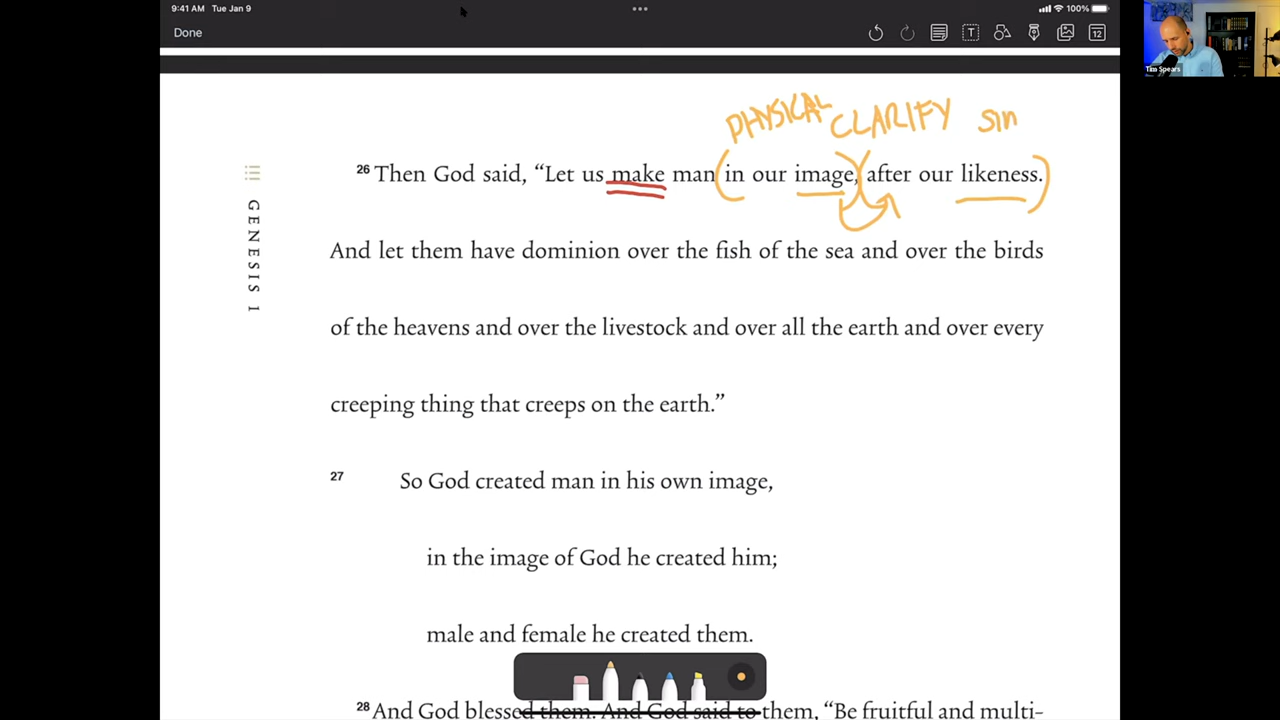 9:41 AM Tue Jan 9
100%
Done
T
12
Tim Spears
PHYSICAL CLARIFY Sin
26 Then God said, “Let us make man in our image, after our likeness.
And let them have dominion over the fish of the sea and over the birds
of the heavens and over the livestock and over all the earth and over every
creeping thing that creeps on the earth.”
GENESIS 1
27 So God created man in his own image,
in the image of God he created him;
male and female he created them.
28 And God blessed them. And God said to them, “Be fruitful and multi-